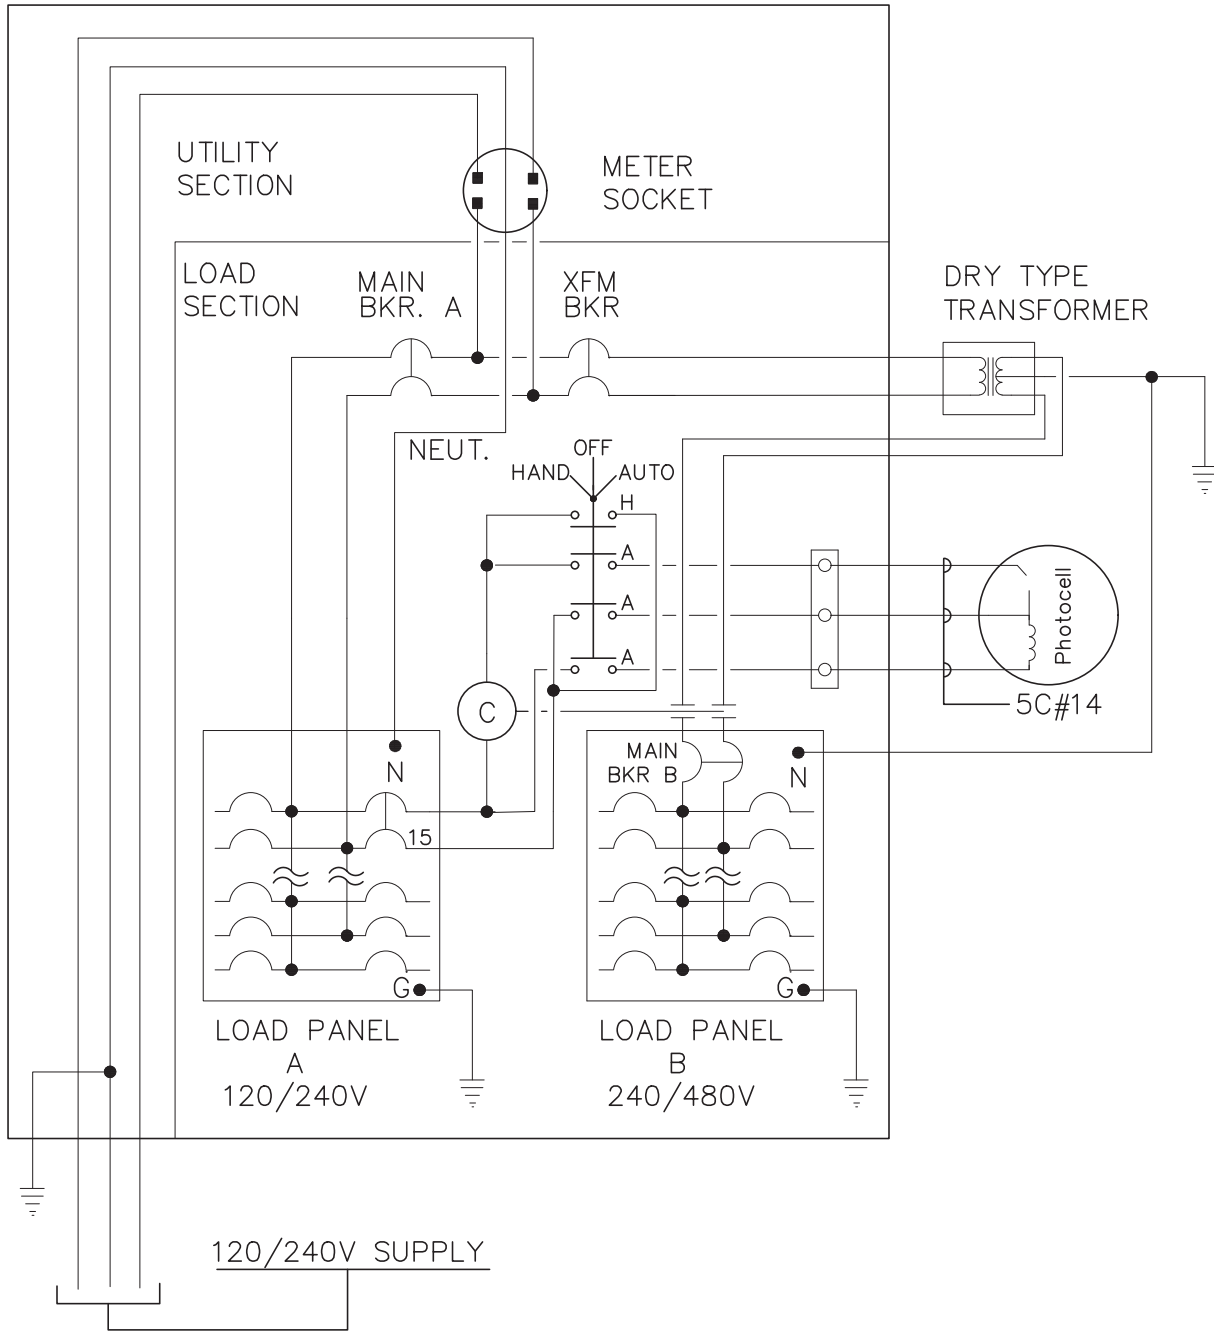 UTILITY
SECTION
METER
SOCKET
LOAD
SECTION
MAIN
BKR. A
XFM
BKR
DRY TYPE
TRANSFORMER
NEUT.
OFF
HAND
AUTO
H
A
A
A
Photocell
5C#14
C
N
15
G
MAIN
BKR B
N
G
LOAD PANEL
A
120/240V
LOAD PANEL
B
240/480V
120/240V SUPPLY